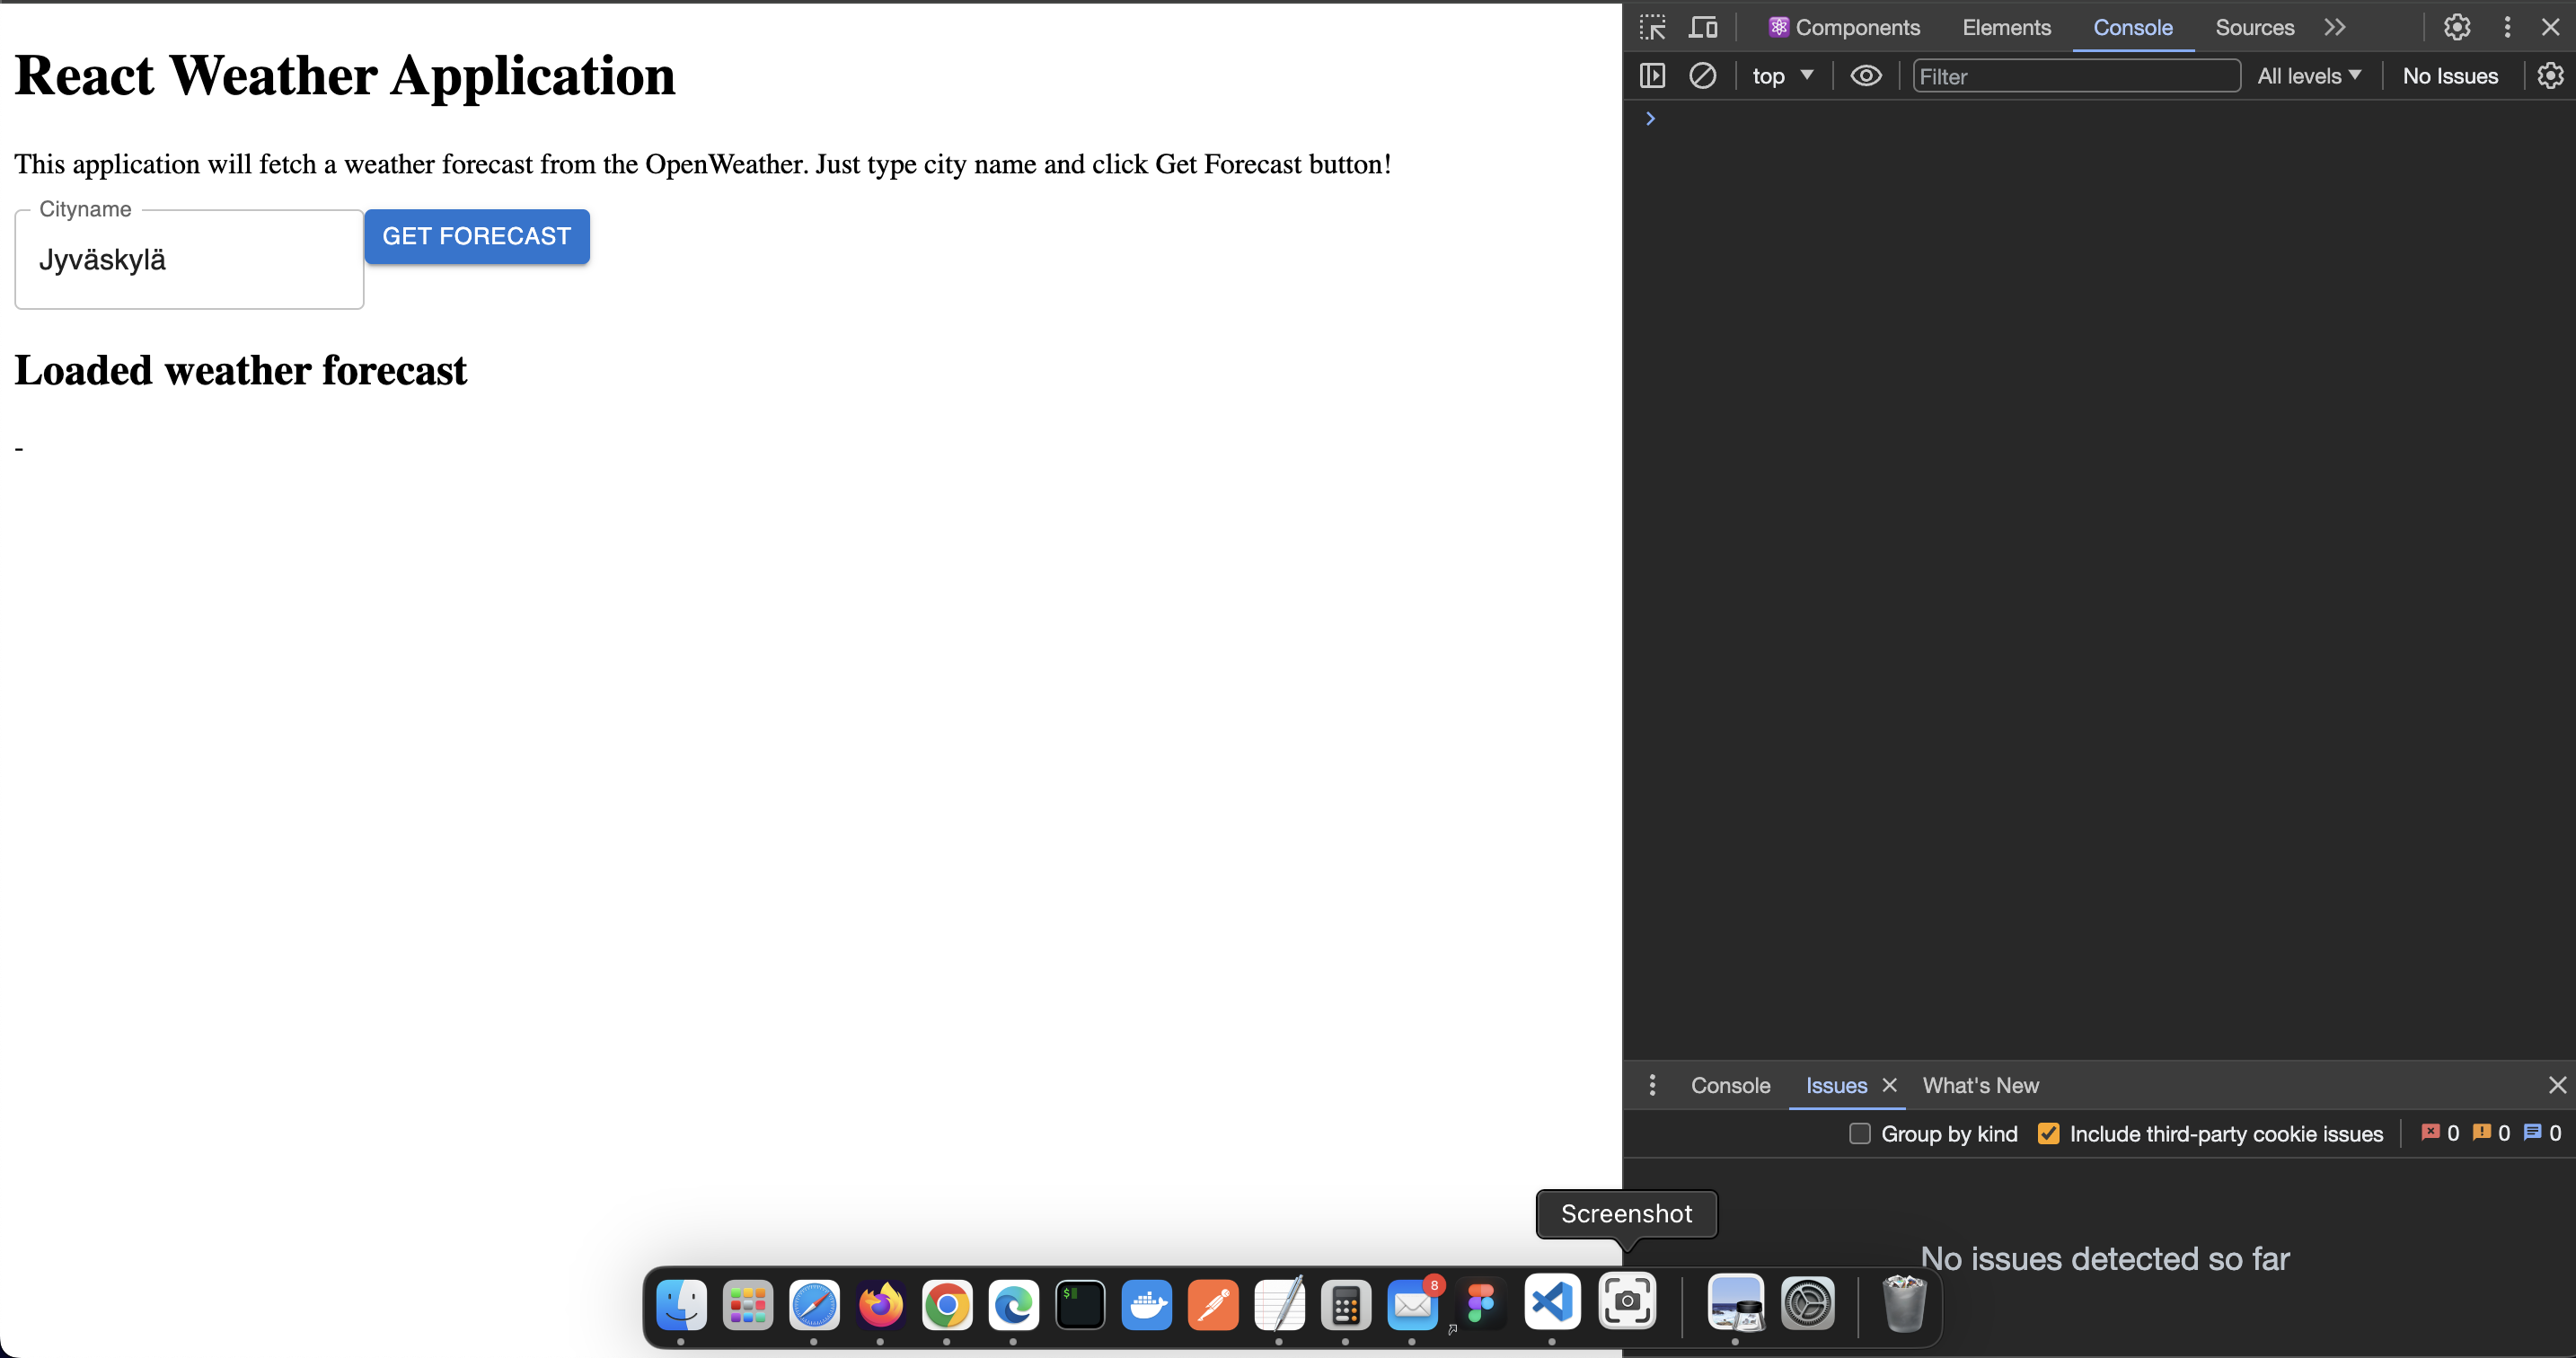 React Weather Application
This application will fetch a weather forecast from the OpenWeather. Just type city name and click Get Forecast button!
Cityname
Jyväskylä
GET FORECAST
Loaded weather forecast
-
Components Elements Console Sources
top Filter All levels No Issues
Console Issues What's New
Group by kind Include third-party cookie issues 0 0 0
No issues detected so far
Screenshot
$
8